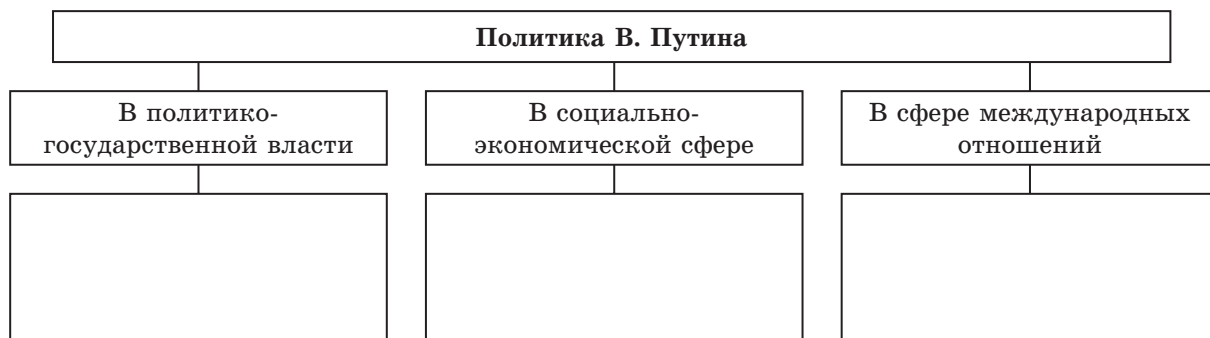 Политика В. Путина
В политико-
государственной власти
В социально-
экономической сфере
В сфере международных
отношений